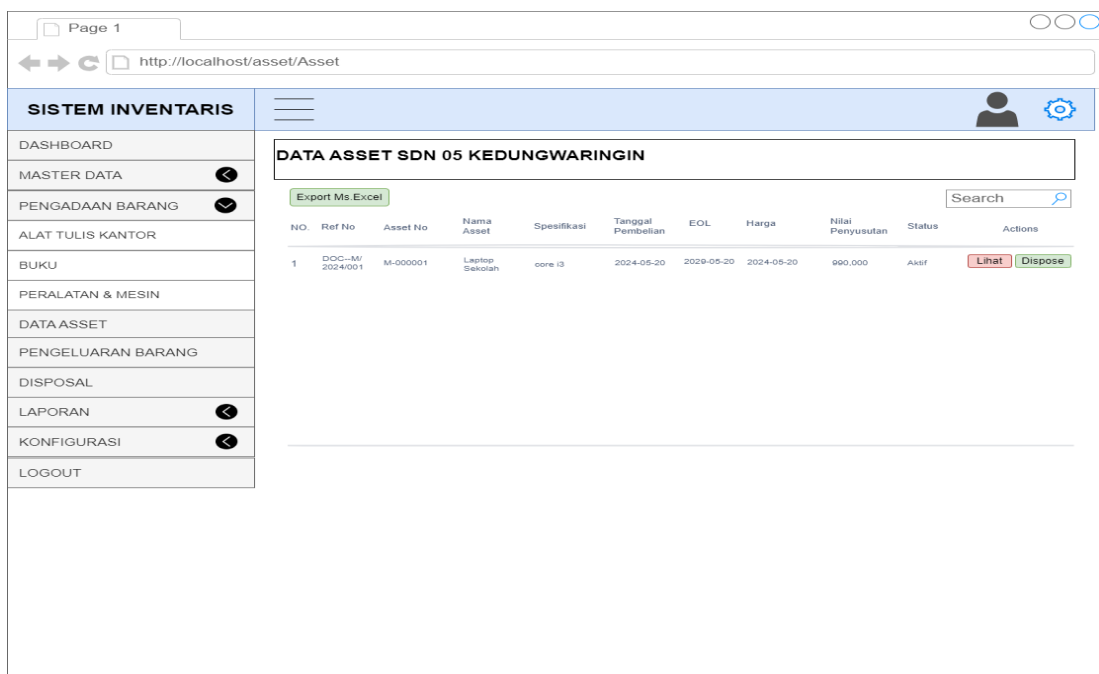 Page 1
http://localhost/asset/Asset
SISTEM INVENTARIS
DASHBOARD
MASTER DATA
PENGADAAN BARANG
ALAT TULIS KANTOR
BUKU
PERALATAN & MESIN
DATA ASSET
PENGELUARAN BARANG
DISPOSAL
LAPORAN
KONFIGURASI
LOGOUT
DATA ASSET SDN 05 KEDUNGWARINGIN
Export Ms.Excel
Search
NO. Ref No Asset No Nama Asset Spesifikasi Tanggal Pembelian EOL Harga Nilai Penyusutan Status Actions
1 DOC--M/2024/001 M-000001 Laptop Sekolah core i3 2024-05-20 2029-05-20 2024-05-20 990,000 Aktif Lihat Dispose